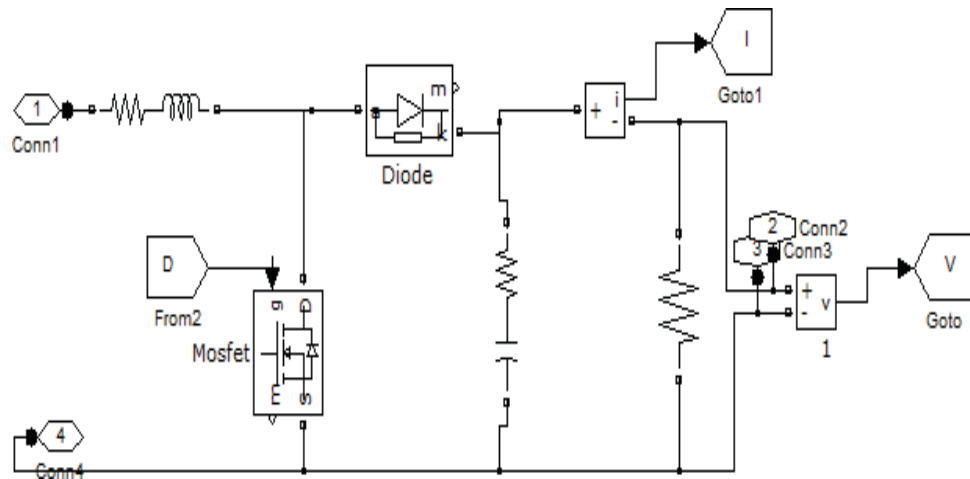 I
Goto1
m
a
k
Diode
+
i
-
1
Conn1
2
Conn2
3
Conn3
D
From2
g
D
Mosfet
m
S
+
-
v
1
V
Goto
4
Conn4